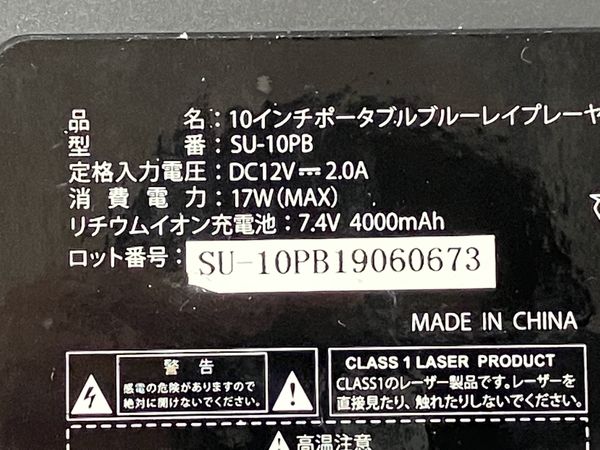 品 名：10インチポータブルブルーレイプレーヤ
型 番：SU-10PB
定格入力電圧：DC12V⎓2.0A
消費電力：17W(MAX)
リチウムイオン充電池：7.4V 4000mAh
ロット番号：SU-10PB19060673
MADE IN CHINA
警告
感電の危険がありますので
絶対に開けないでください。
CLASS 1 LASER PRODUCT
CLASS1のレーザー製品です。レーザーを
直接見たり、触れたりしないでください。
高温注意